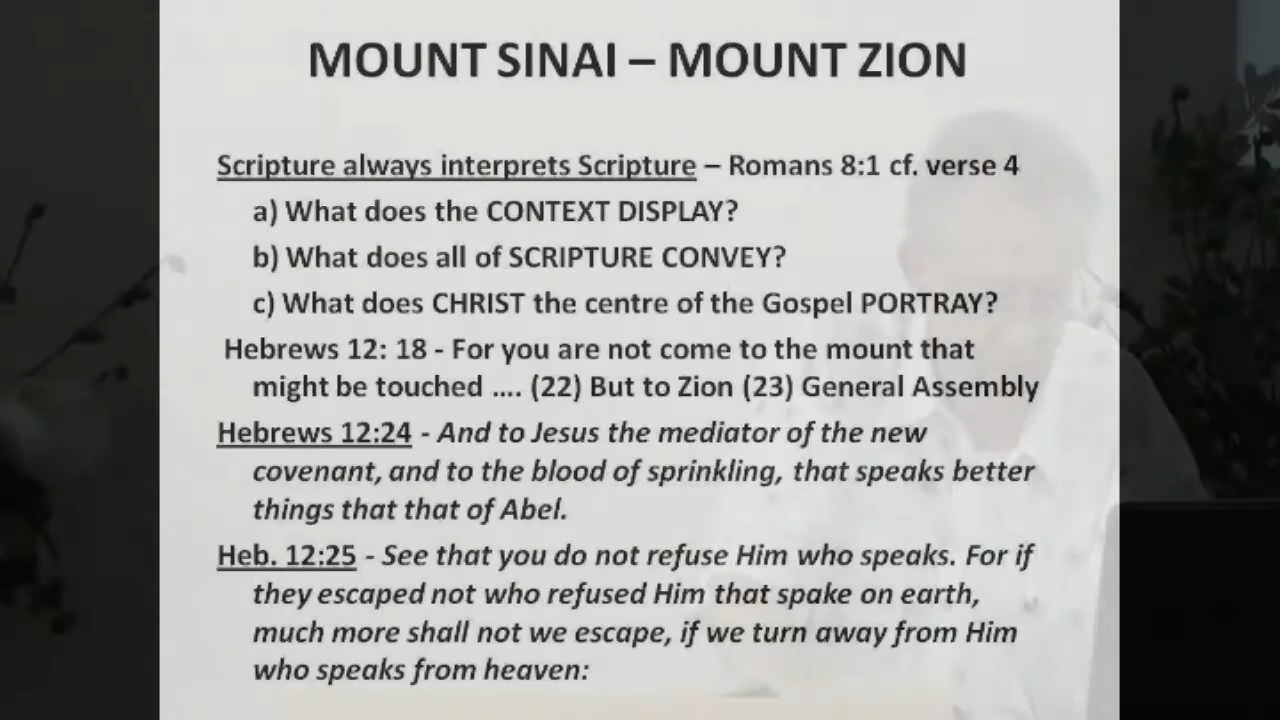 MOUNT SINAI – MOUNT ZION
Scripture always interprets Scripture – Romans 8:1 cf. verse 4
a) What does the CONTEXT DISPLAY?
b) What does all of SCRIPTURE CONVEY?
c) What does CHRIST the centre of the Gospel PORTRAY?
Hebrews 12: 18 - For you are not come to the mount that
might be touched .... (22) But to Zion (23) General Assembly
Hebrews 12:24 - And to Jesus the mediator of the new
covenant, and to the blood of sprinkling, that speaks better
things that that of Abel.
Heb. 12:25 - See that you do not refuse Him who speaks. For if
they escaped not who refused Him that spake on earth,
much more shall not we escape, if we turn away from Him
who speaks from heaven: